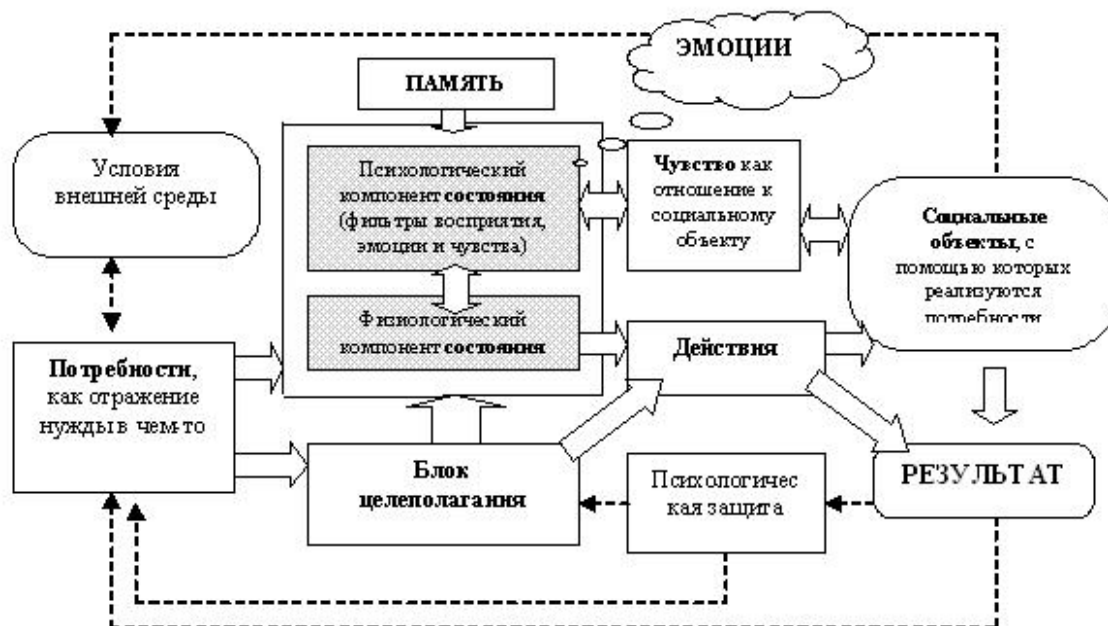 ЭМОЦИИ
ПАМЯТЬ
Условия
внешней среды
Психологический
компонент состояния
(фильтры восприятия,
эмоции и чувства)
Чувство как
отношение к
социальному
объекту
Социальные
объекты, с
помощью которых
реализуются
потребности
Физиологический
компонент состояния
Действия
Потребности,
как отражение
нужды в чем-то
Блок
целеполагания
Психологичес
кая защита
РЕЗУЛЬТАТ